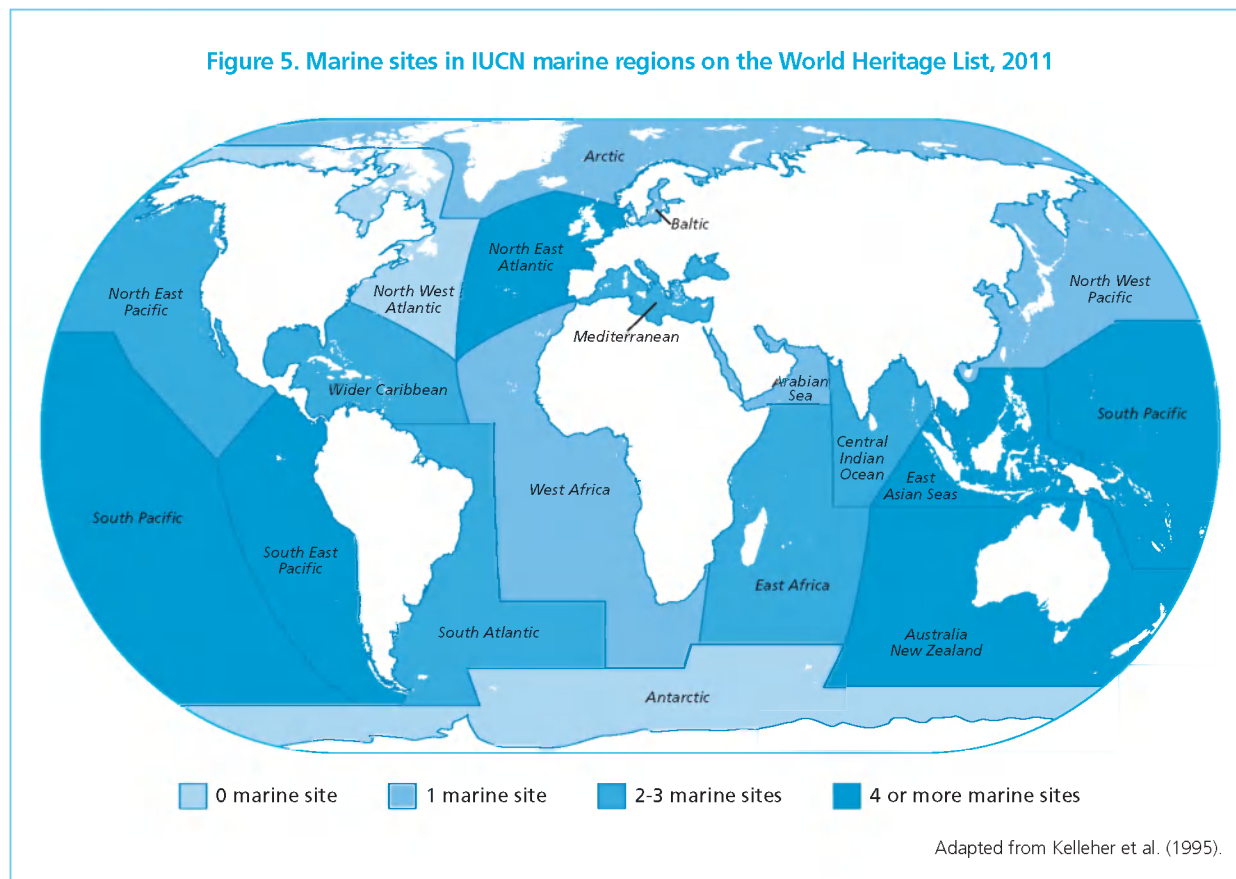 Figure 5. Marine sites in IUCN marine regions on the World Heritage List, 2011
Arctic
Baltic
North East
Atlantic
North West
Atlantic
North East
Pacific
North West
Pacific
Mediterranean
Wider Caribbean
Arabian
Sea
South Pacific
Central
Indian
Ocean
East
Asian Seas
West Africa
South Pacific
South East
Pacific
East Africa
South Atlantic
Australia
New Zealand
Antarctic
0 marine site
1 marine site
2-3 marine sites
4 or more marine sites
Adapted from Kelleher et al. (1995).